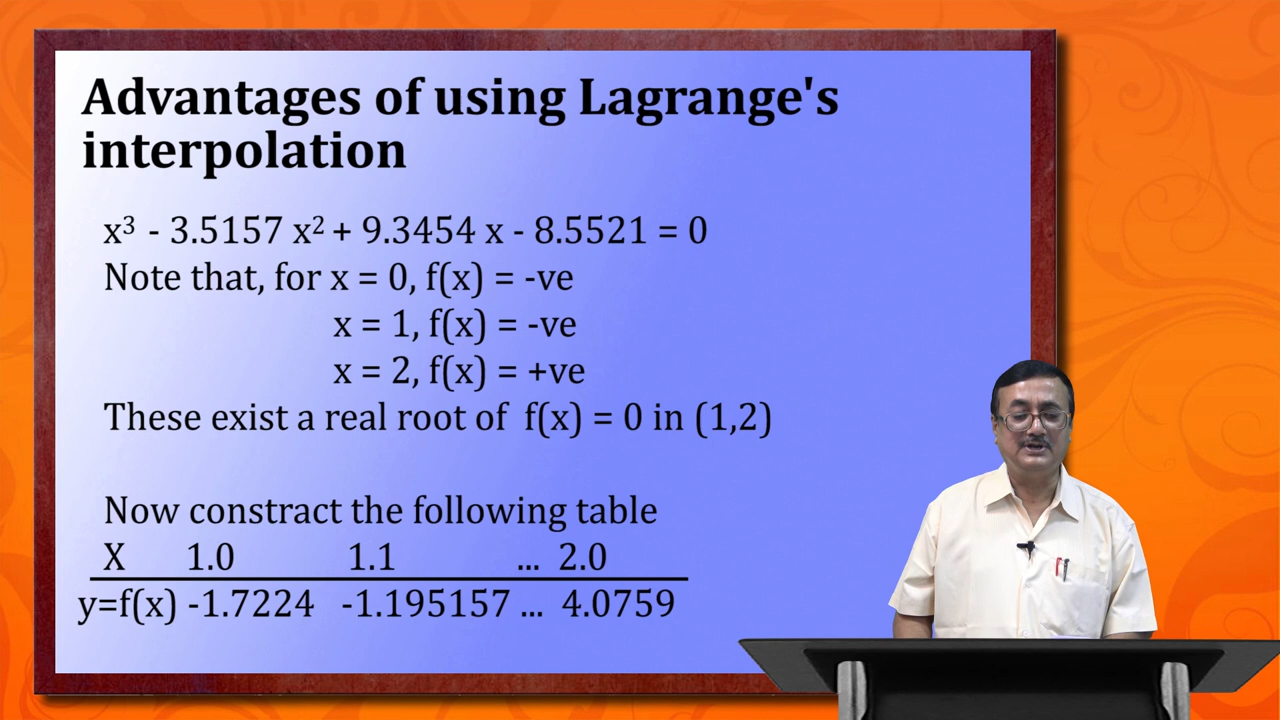 Advantages of using Lagrange's
interpolation
x³ - 3.5157 x² + 9.3454 x - 8.5521 = 0
Note that, for x = 0, f(x) = -ve
x = 1, f(x) = -ve
x = 2, f(x) = +ve
These exist a real root of f(x) = 0 in (1,2)
Now constract the following table
X 1.0 1.1 ... 2.0
y=f(x) -1.7224 -1.195157 ... 4.0759